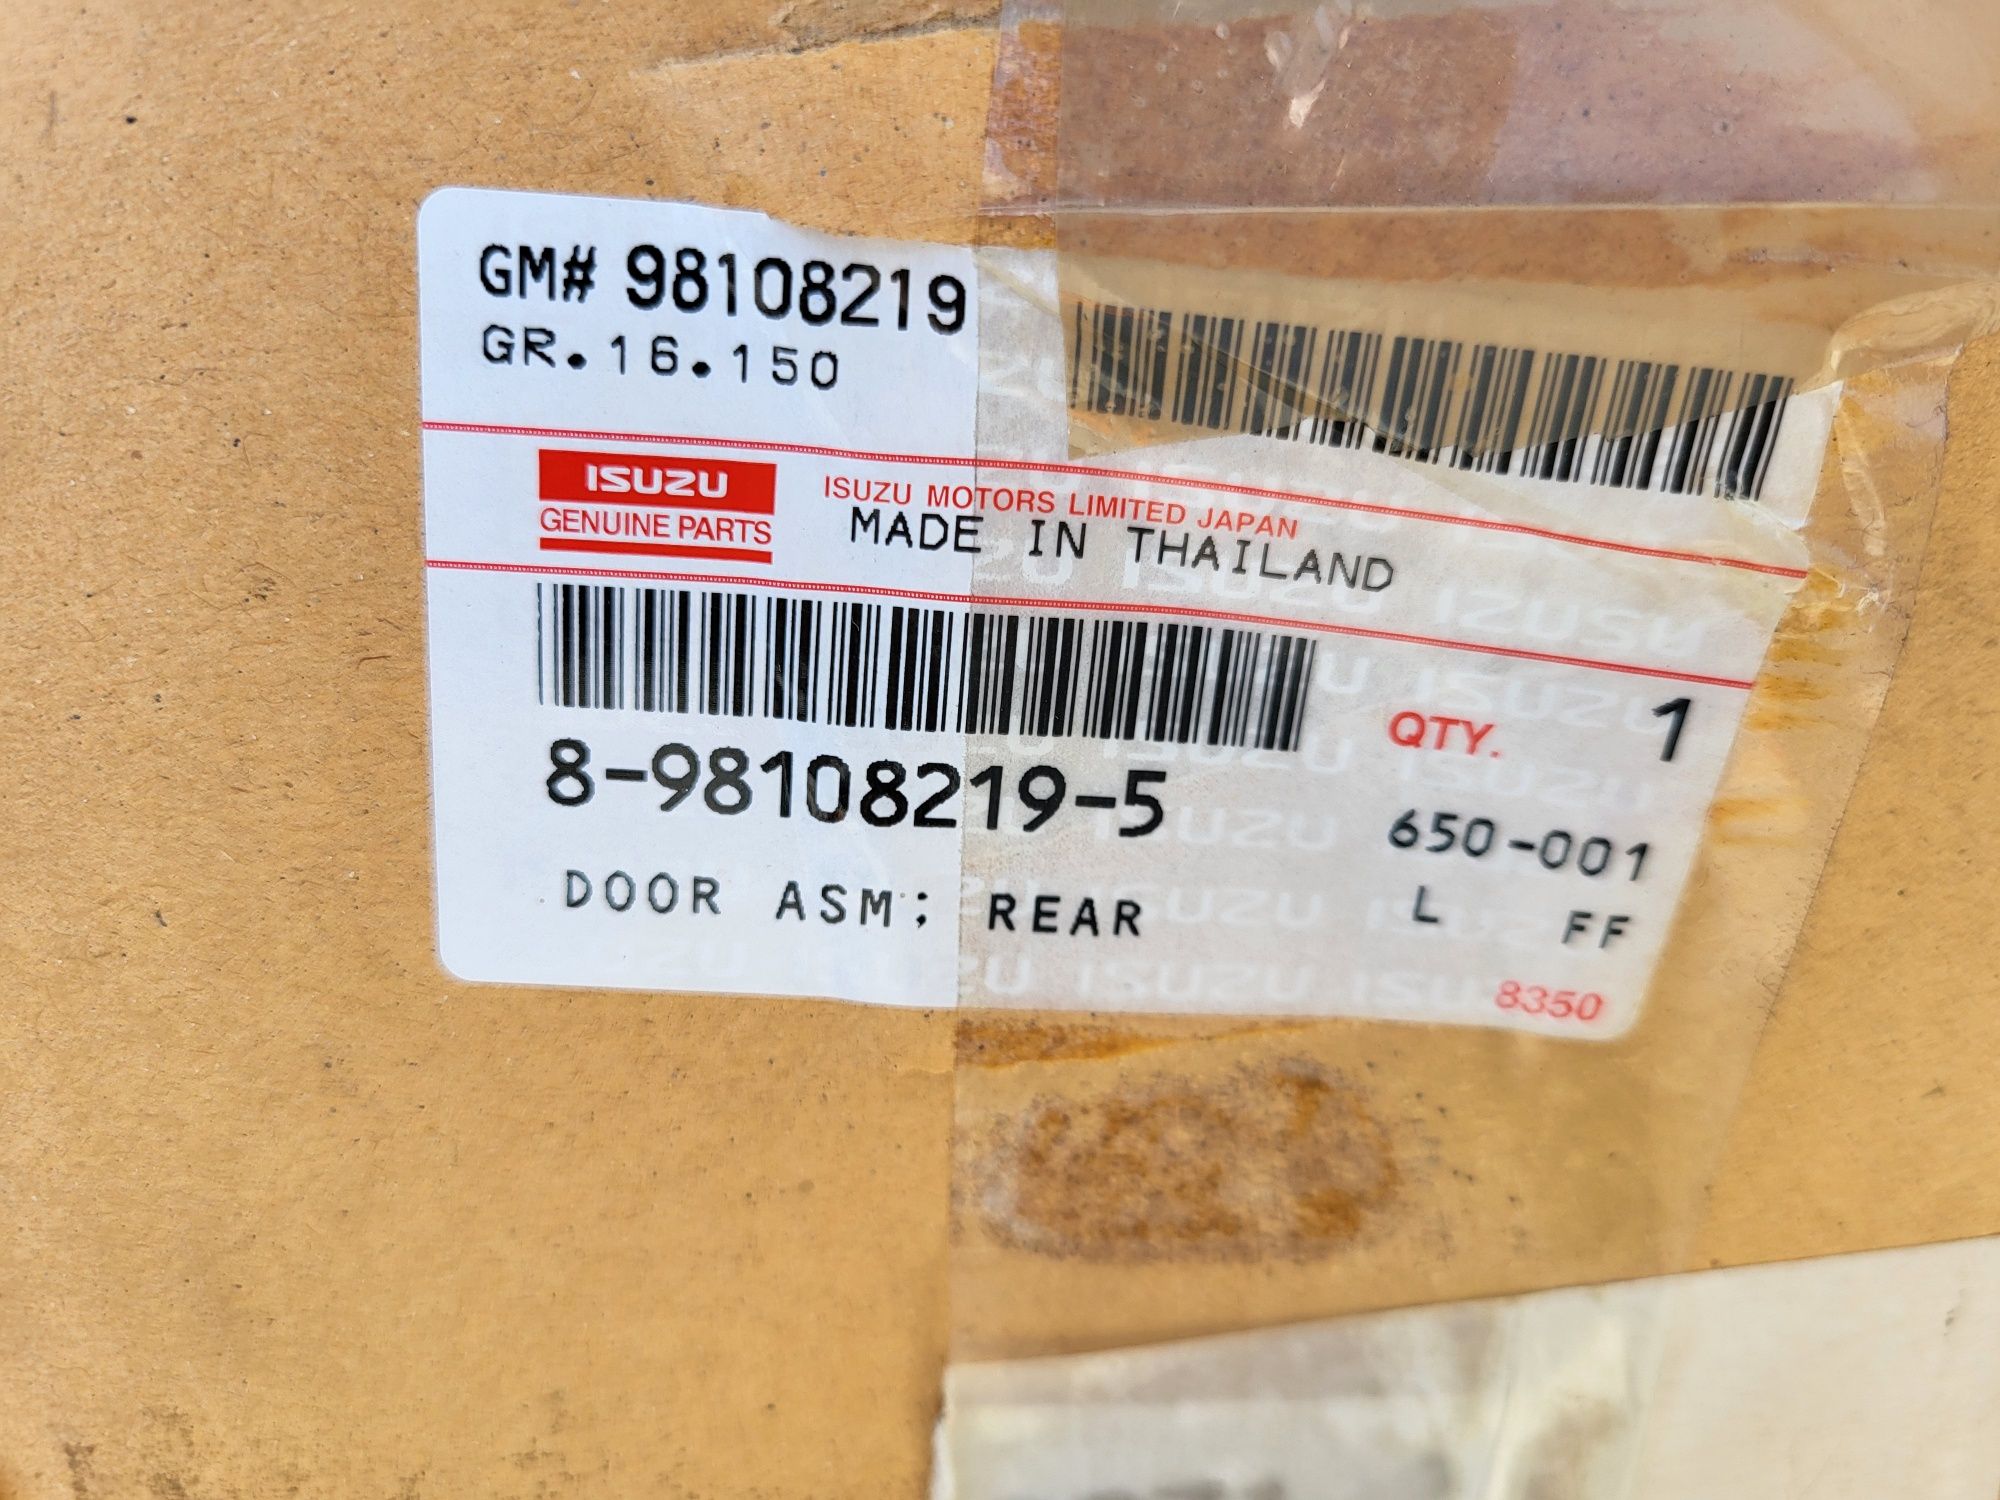 GM# 98108219
GR.16.150
ISUZU
GENUINE PARTS
ISUZU MOTORS LIMITED JAPAN
MADE IN THAILAND
QTY. 1
8-98108219-5
650-001
DOOR ASM; REAR
L FF
8350